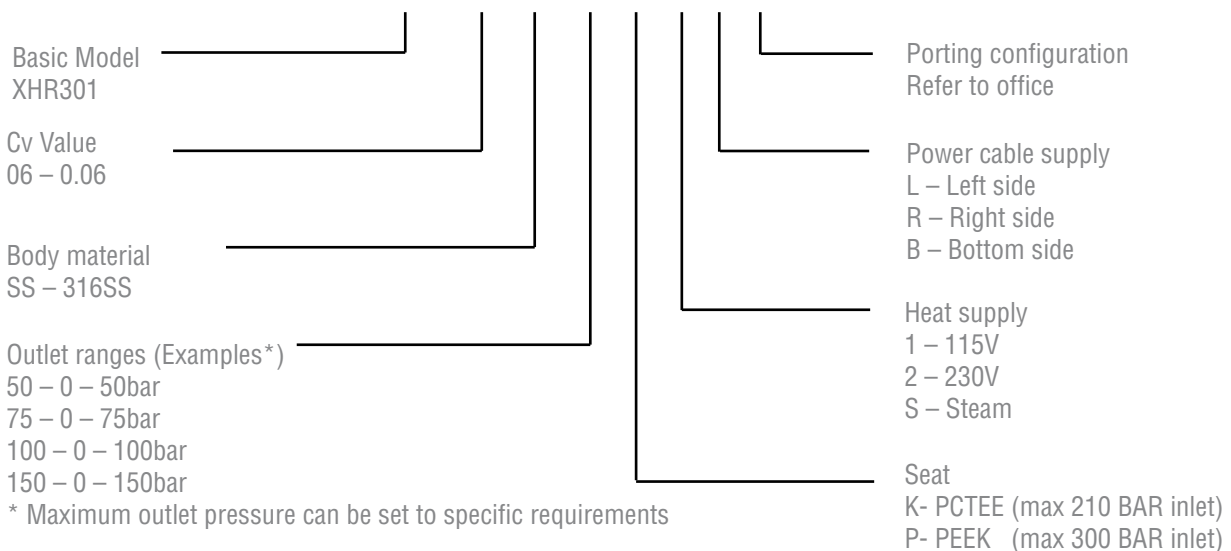 Basic Model
XHR301
Cv Value
06 – 0.06
Body material
SS – 316SS
Outlet ranges (Examples*)
50 – 0 – 50bar
75 – 0 – 75bar
100 – 0 – 100bar
150 – 0 – 150bar
* Maximum outlet pressure can be set to specific requirements
Porting configuration
Refer to office
Power cable supply
L – Left side
R – Right side
B – Bottom side
Heat supply
1 – 115V
2 – 230V
S – Steam
Seat
K- PCTEE (max 210 BAR inlet)
P- PEEK (max 300 BAR inlet)